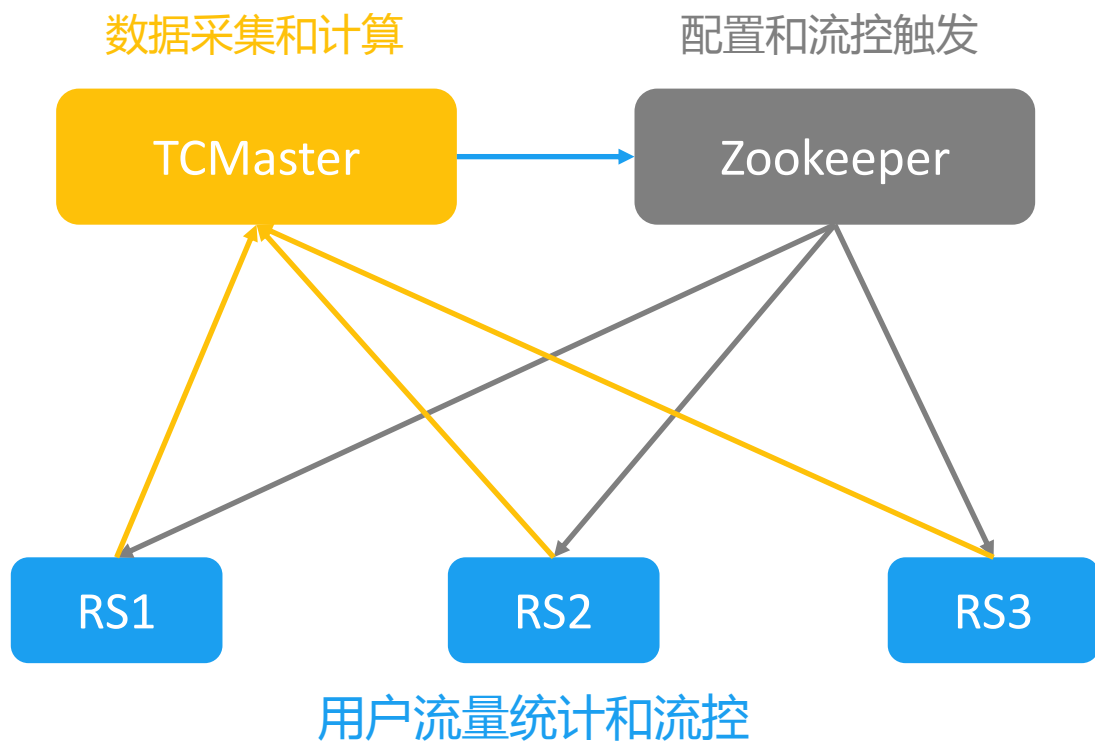 数据采集和计算
配置和流控触发
TCMaster
Zookeeper
RS1
RS2
RS3
用户流量统计和流控